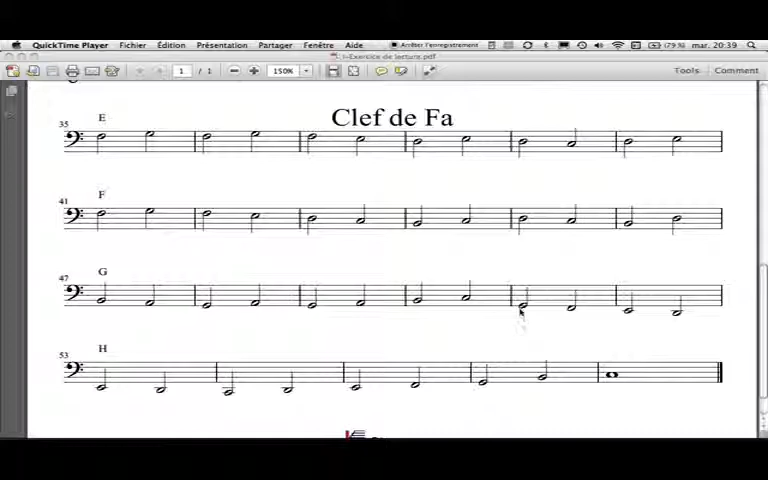 QuickTime Player Fichier Édition Présentation Partager Fenêtre Aide Arrêter l'enregistrement (79 %) mar. 20:39
I-Exercice de lecture.pdf
1 / 1 150% Tools Comment
Clef de Fa
35 E
41 F
47 G
53 H